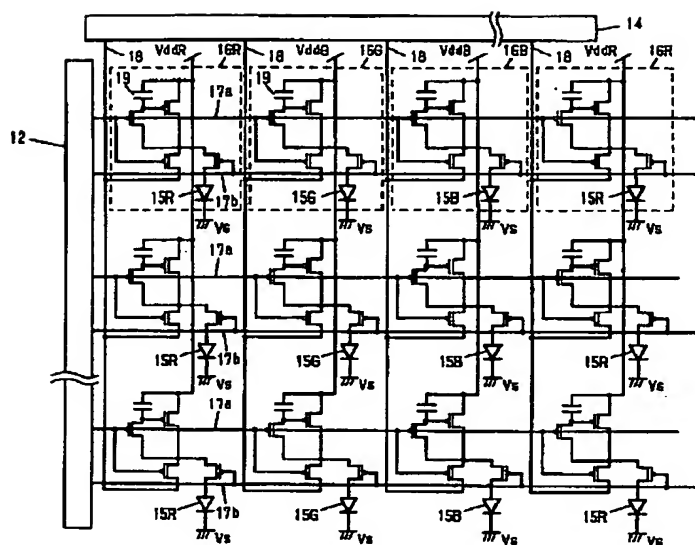 14
18 VddR 16R 18 VddG 16G 18 VddB 16B 18 VddR 16R
19 19
12
17a
15R 17b 15G 15B 15R
Vs Vs Vs Vs
17a
15R 17b 15G 15B 15R
Vs Vs Vs Vs
17a
15R 17b 15G 15B 15R
Vs Vs Vs Vs